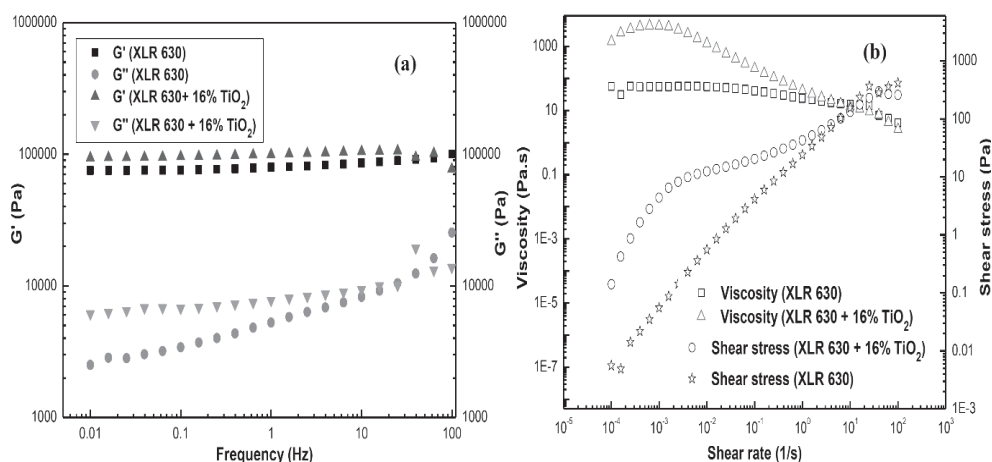 1000000
100000
10000
1000
G' (Pa)
G' (XLR 630)
G'' (XLR 630)
G' (XLR 630+ 16% TiO₂)
G'' (XLR 630 + 16% TiO₂)
(a)
1000000
100000
10000
1000
G'' (Pa)
0.01 0.1 1 10 100
Frequency (Hz)
1000
10
0.1
1E-3
1E-5
1E-7
Viscosity (Pa.s)
(b)
Viscosity (XLR 630)
Viscosity (XLR 630 + 16% TiO₂)
Shear stress (XLR 630 + 16% TiO₂)
Shear stress (XLR 630)
1000
100
10
1
0.1
0.01
1E-3
Shear stress (Pa)
10⁻⁵ 10⁻⁴ 10⁻³ 10⁻² 10⁻¹ 10⁰ 10¹ 10² 10³
Shear rate (1/s)